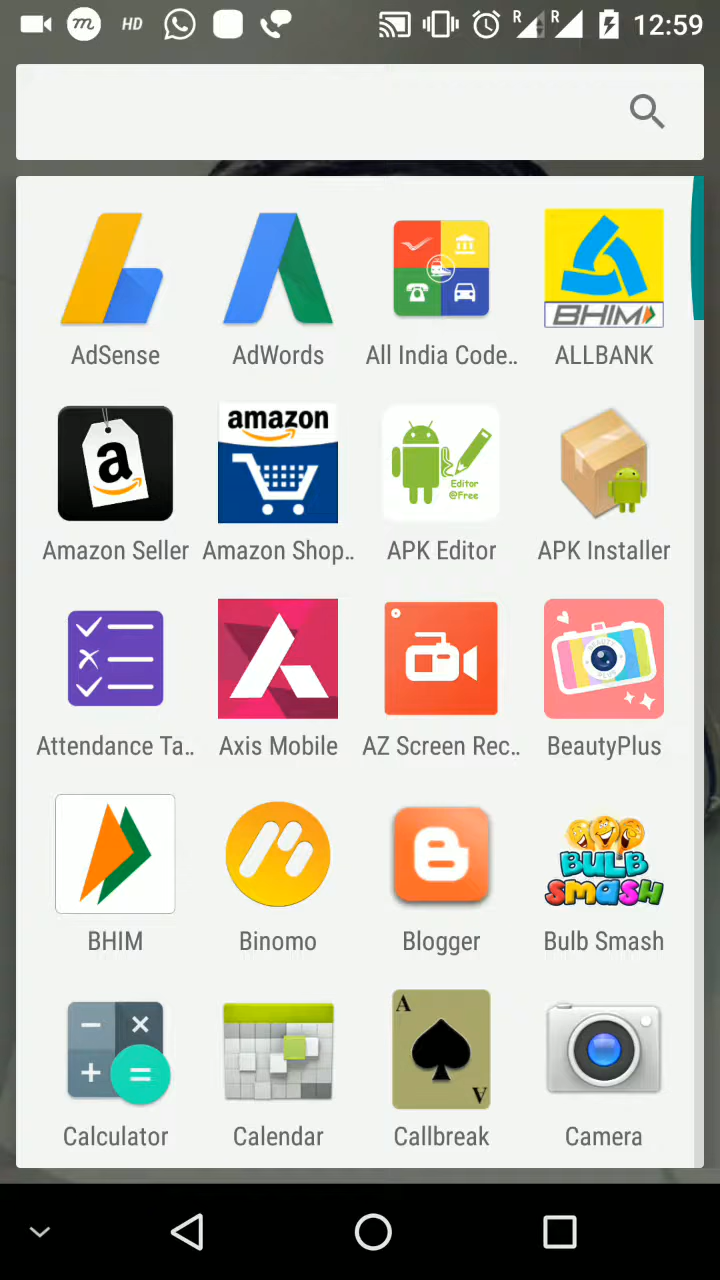 m HD R R 12:59
BHIM
AdSense AdWords All India Code.. ALLBANK
a amazon Editor
@Free
Amazon Seller Amazon Shop.. APK Editor APK Installer
BEAUTY
PLUS
Attendance Ta.. Axis Mobile AZ Screen Rec.. BeautyPlus
BULB
SMASH
BHIM Binomo Blogger Bulb Smash
− × A
+ = A
Calculator Calendar Callbreak Camera